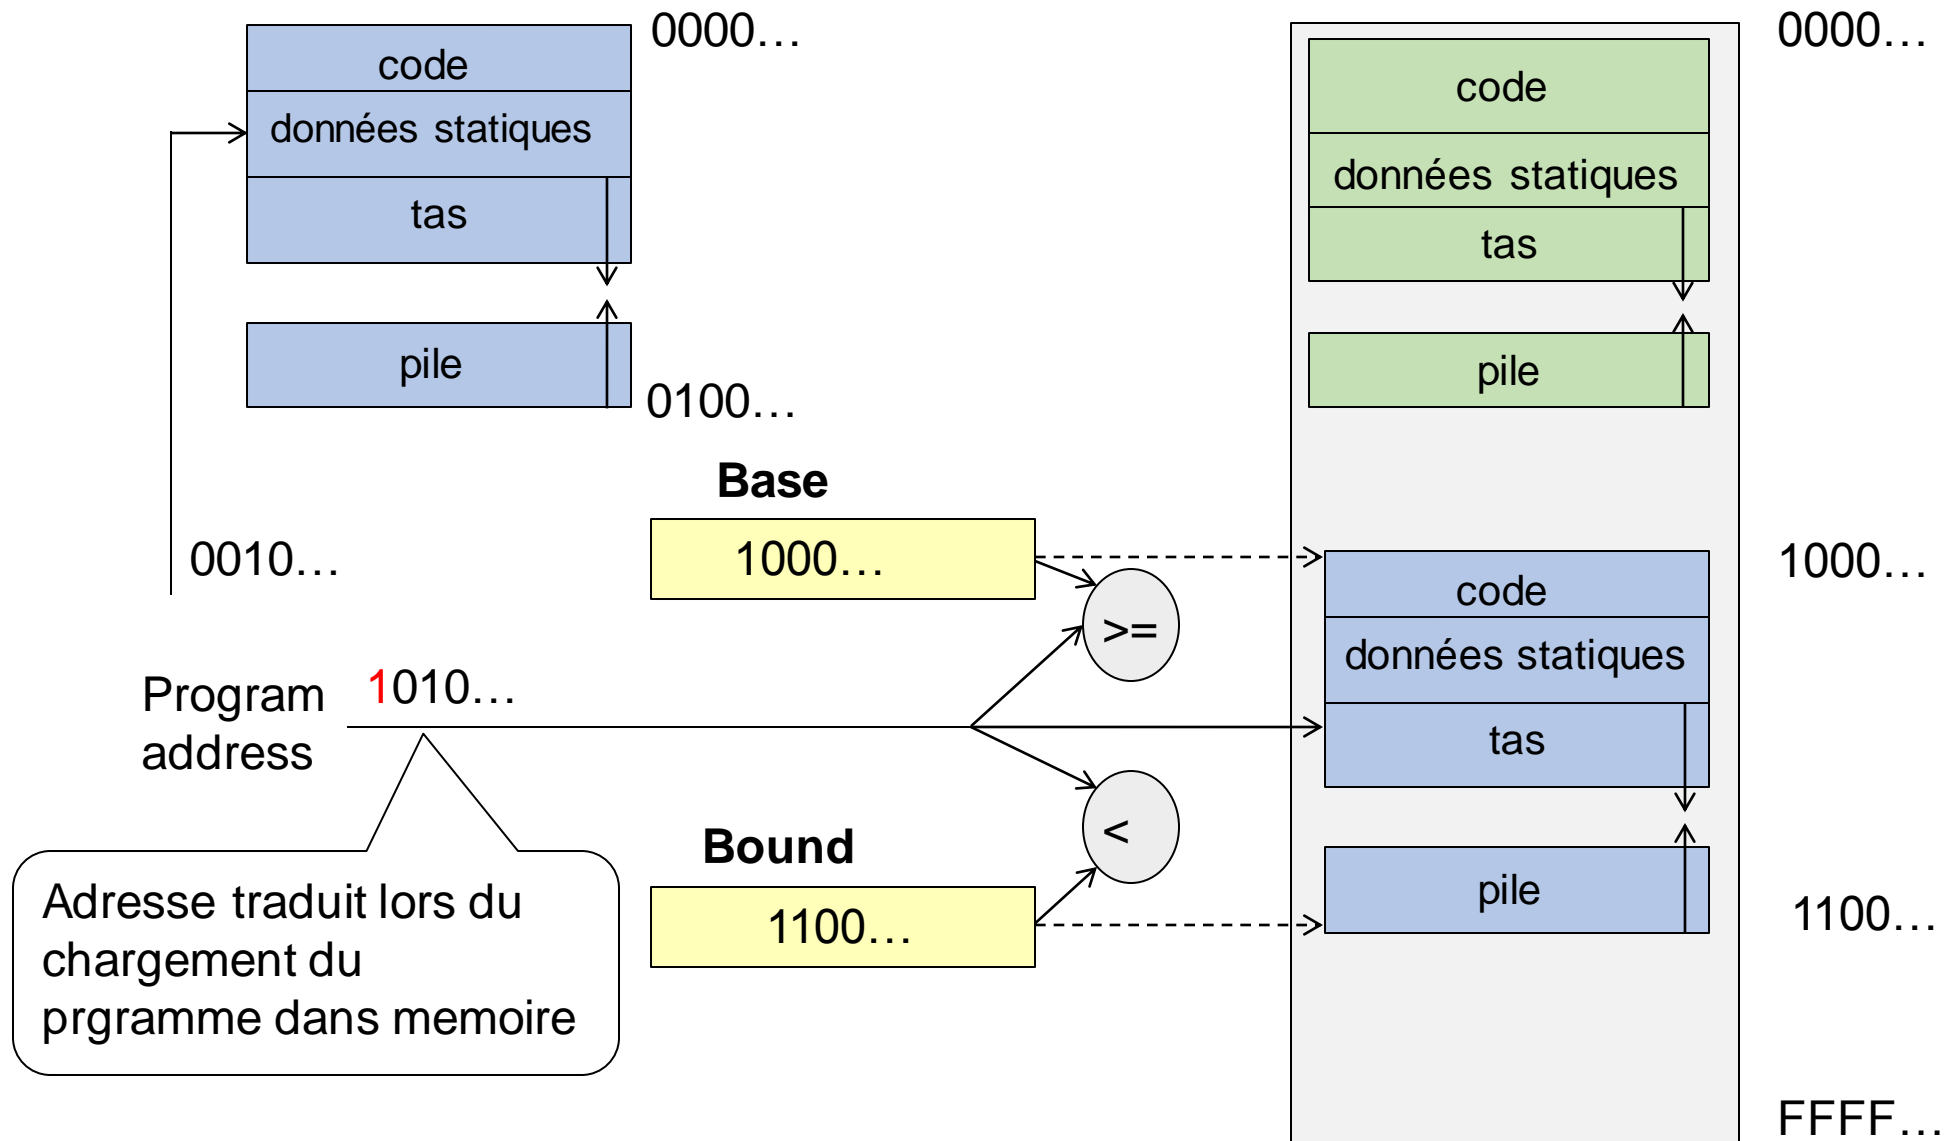 0000…
code
données statiques
tas
pile
0100…
0010…
Base
1000…
>=
Program
address
1010…
Bound
1100…
<
Adresse traduit lors du
chargement du
prgramme dans memoire
0000…
code
données statiques
tas
pile
1000…
code
données statiques
tas
pile
1100…
FFFF…